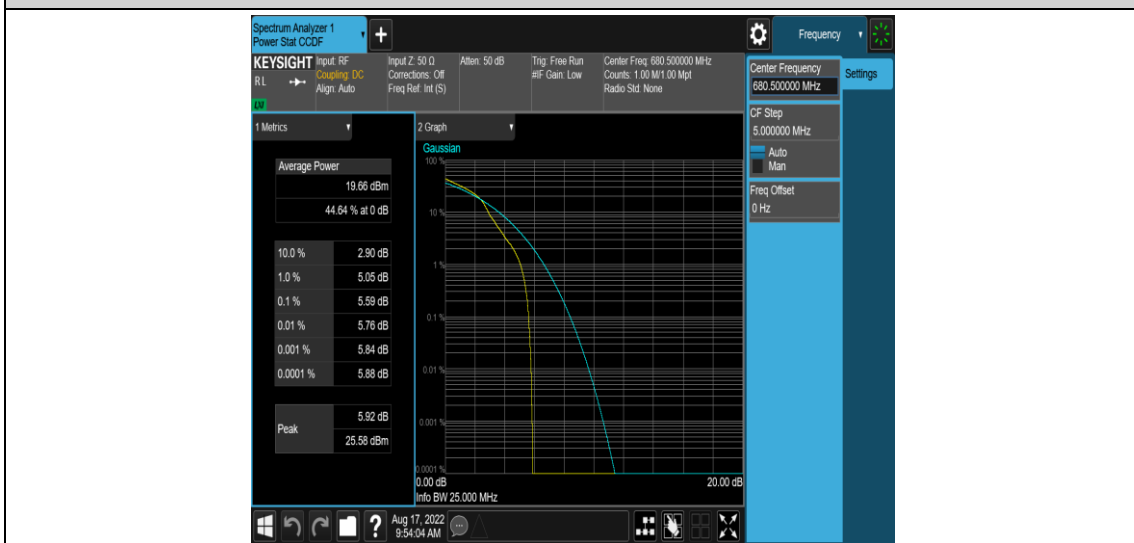 Spectrum Analyzer 1
Power Stat CCDF
Frequency
KEYSIGHT
RL
LXI
Input: RF
Coupling: DC
Align: Auto
Input Z: 50 Ω
Corrections: Off
Freq Ref: Int (S)
Atten: 50 dB
Trig: Free Run
#IF Gain: Low
Center Freq: 680.500000 MHz
Counts: 1.00 M/1.00 Mpt
Radio Std: None
Center Frequency
680.500000 MHz
Settings
CF Step
5.000000 MHz
Auto
Man
Freq Offset
0 Hz
1 Metrics
Average Power
19.66 dBm
44.64 % at 0 dB
10.0 % 2.90 dB
1.0 % 5.05 dB
0.1 % 5.59 dB
0.01 % 5.76 dB
0.001 % 5.84 dB
0.0001 % 5.88 dB
Peak
5.92 dB
25.58 dBm
2 Graph
Gaussian
100 %
10 %
1 %
0.1 %
0.01 %
0.001 %
0.0001 %
0.00 dB 20.00 dB
Info BW 25.000 MHz
?
Aug 17, 2022
9:54:04 AM